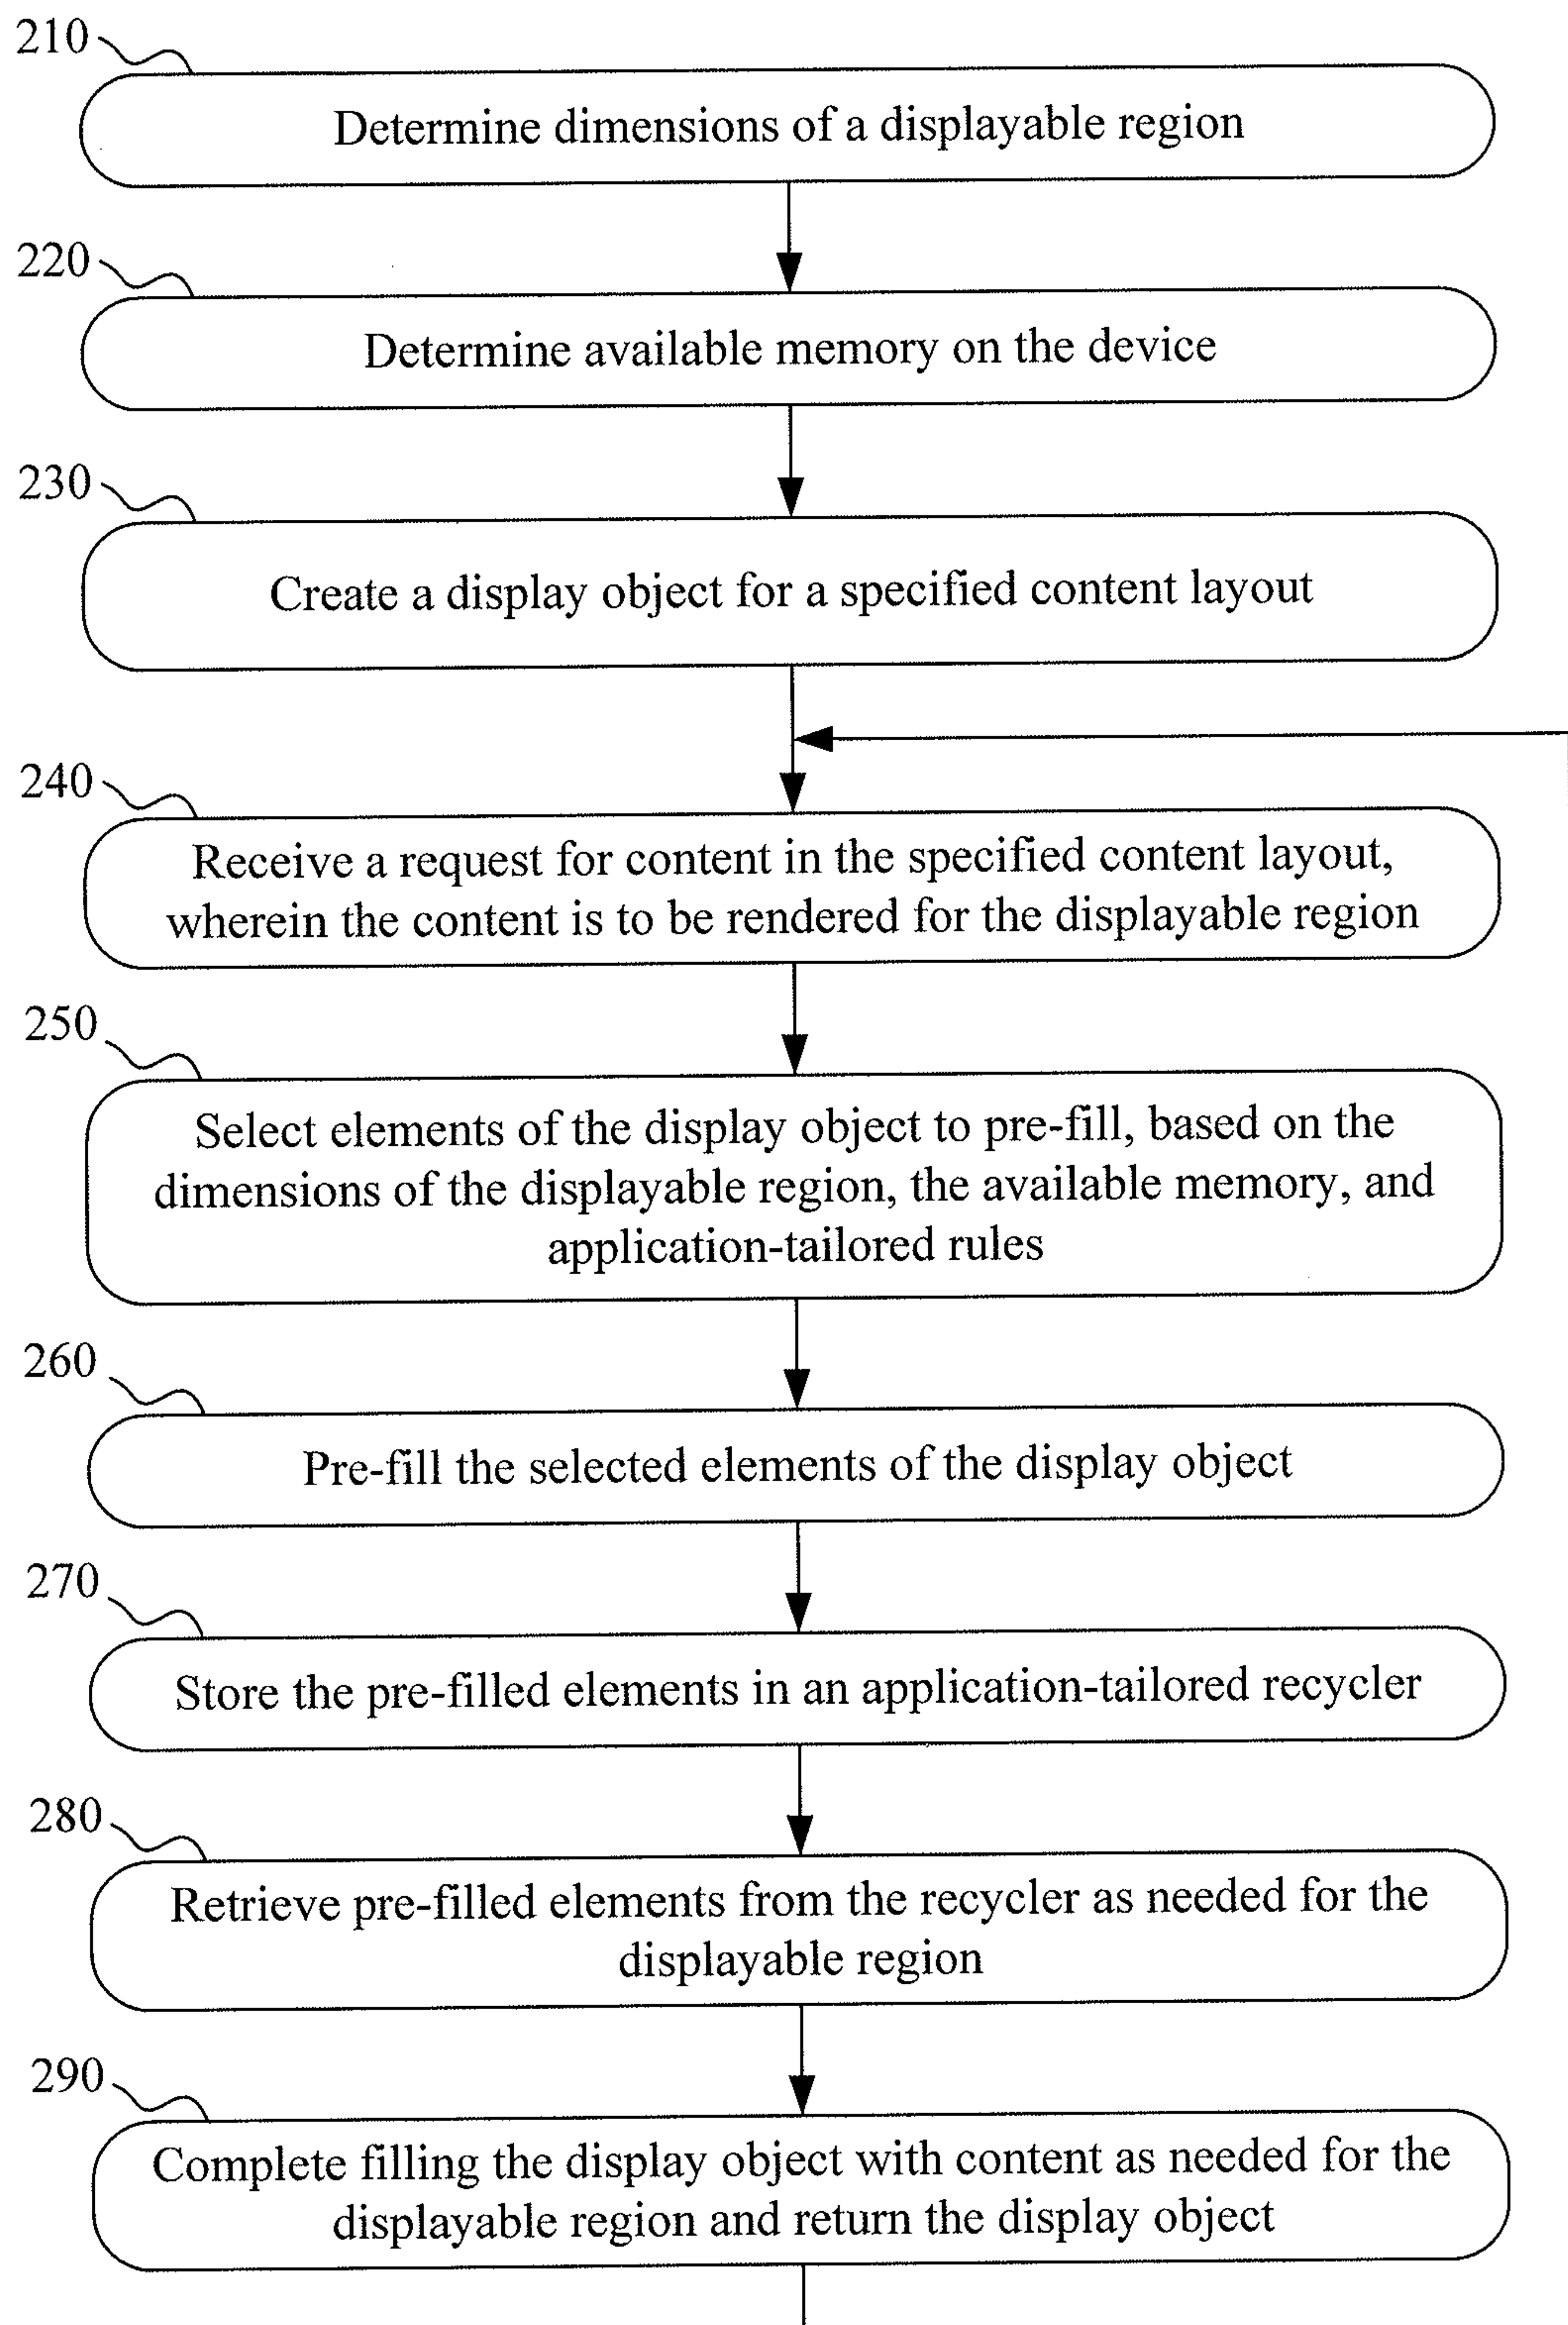 210
Determine dimensions of a displayable region
220
Determine available memory on the device
230
Create a display object for a specified content layout
240
Receive a request for content in the specified content layout,
wherein the content is to be rendered for the displayable region
250
Select elements of the display object to pre-fill, based on the
dimensions of the displayable region, the available memory, and
application-tailored rules
260
Pre-fill the selected elements of the display object
270
Store the pre-filled elements in an application-tailored recycler
280
Retrieve pre-filled elements from the recycler as needed for the
displayable region
290
Complete filling the display object with content as needed for the
displayable region and return the display object